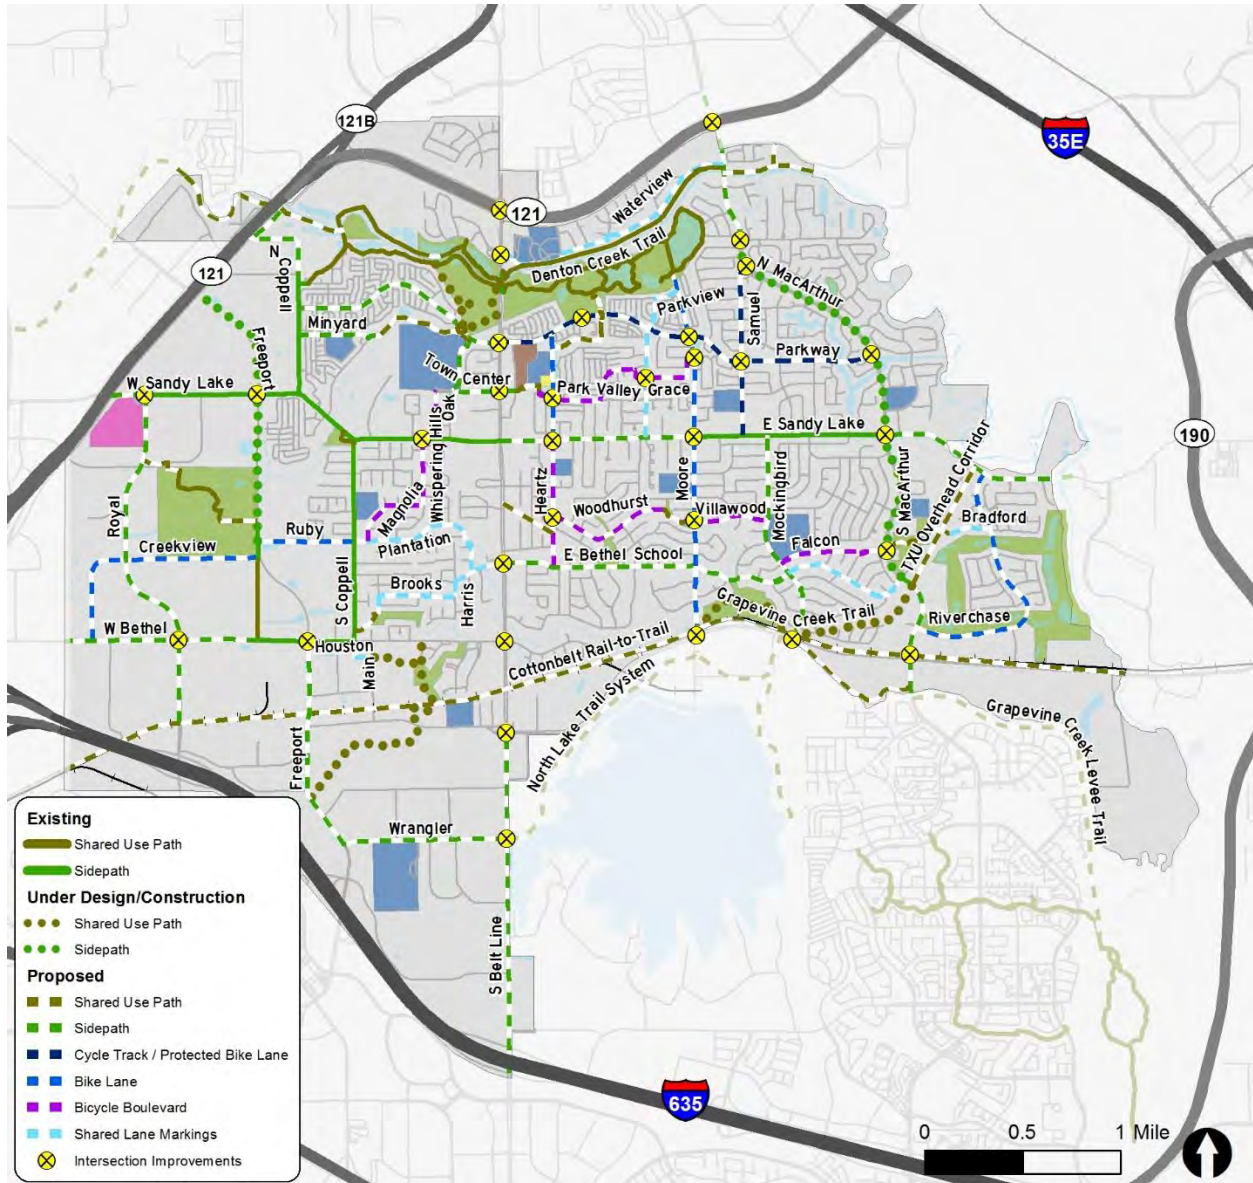 121B
35E
121
Waterview
Denton Creek Trail
N Coppell
121
N MacArthur
Parkview
Samuel
Minyard
Freeport
Parkway
W Sandy Lake
Town Center
Park Valley
Grace
Oak
190
E Sandy Lake
Whispering Hills
Magnolia
Heartz
Moore
Mockingbird
S MacArthur
TXU Overhead Corridor
Royal
Woodhurst
Villawood
Ruby
Plantation
Bradford
Creekview
E Bethel School
Falcon
S Coppell
Brooks
Harris
Grapevine Creek Trail
Riverchase
W Bethel
Houston
Main
Cottonbelt Rail-to-Trail
North Lake Trail System
Grapevine Creek Levee Trail
Freeport
Wrangler
S Belt Line
Existing
Shared Use Path
Sidepath
Under Design/Construction
Shared Use Path
Sidepath
Proposed
Shared Use Path
Sidepath
Cycle Track / Protected Bike Lane
Bike Lane
Bicycle Boulevard
Shared Lane Markings
Intersection Improvements
635
0 0.5 1 Mile